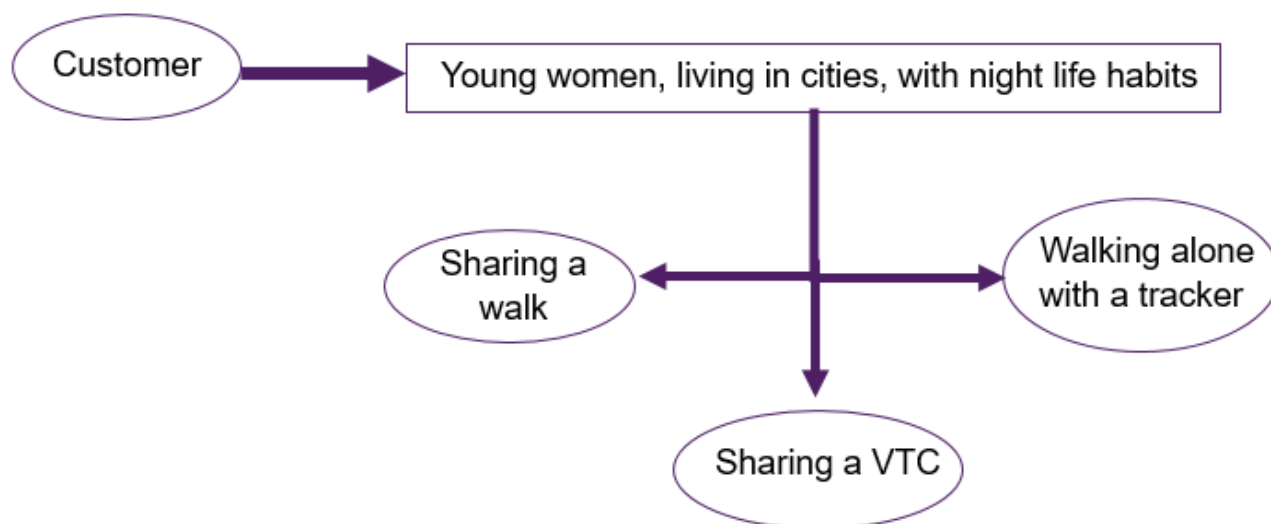 Customer
Young women, living in cities, with night life habits
Sharing a
walk
Walking alone
with a tracker
Sharing a VTC